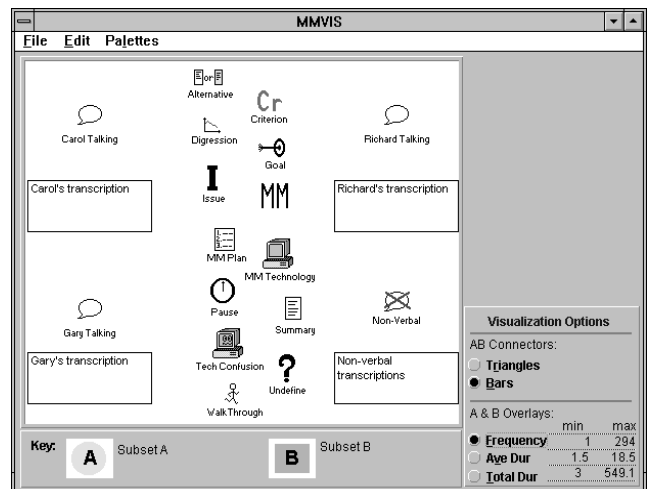 MMVIS
File Edit Palettes
or
Alternative
Cr
Criterion
Carol Talking
Digression
Richard Talking
Goal
Carol's transcription
I
Issue
MM
Richard's transcription
MM Plan
MM Technology
Pause
Summary
Non-Verbal
Gary Talking
Gary's transcription
Tech Confusion
?
Undefine
Non-verbal
transcriptions
WalkThrough
Visualization Options
AB Connectors:
Triangles
Bars
A & B Overlays:
min max
Frequency 1 294
Ave Dur 1.5 18.5
Total Dur 3 549.1
Key: A Subset A B Subset B